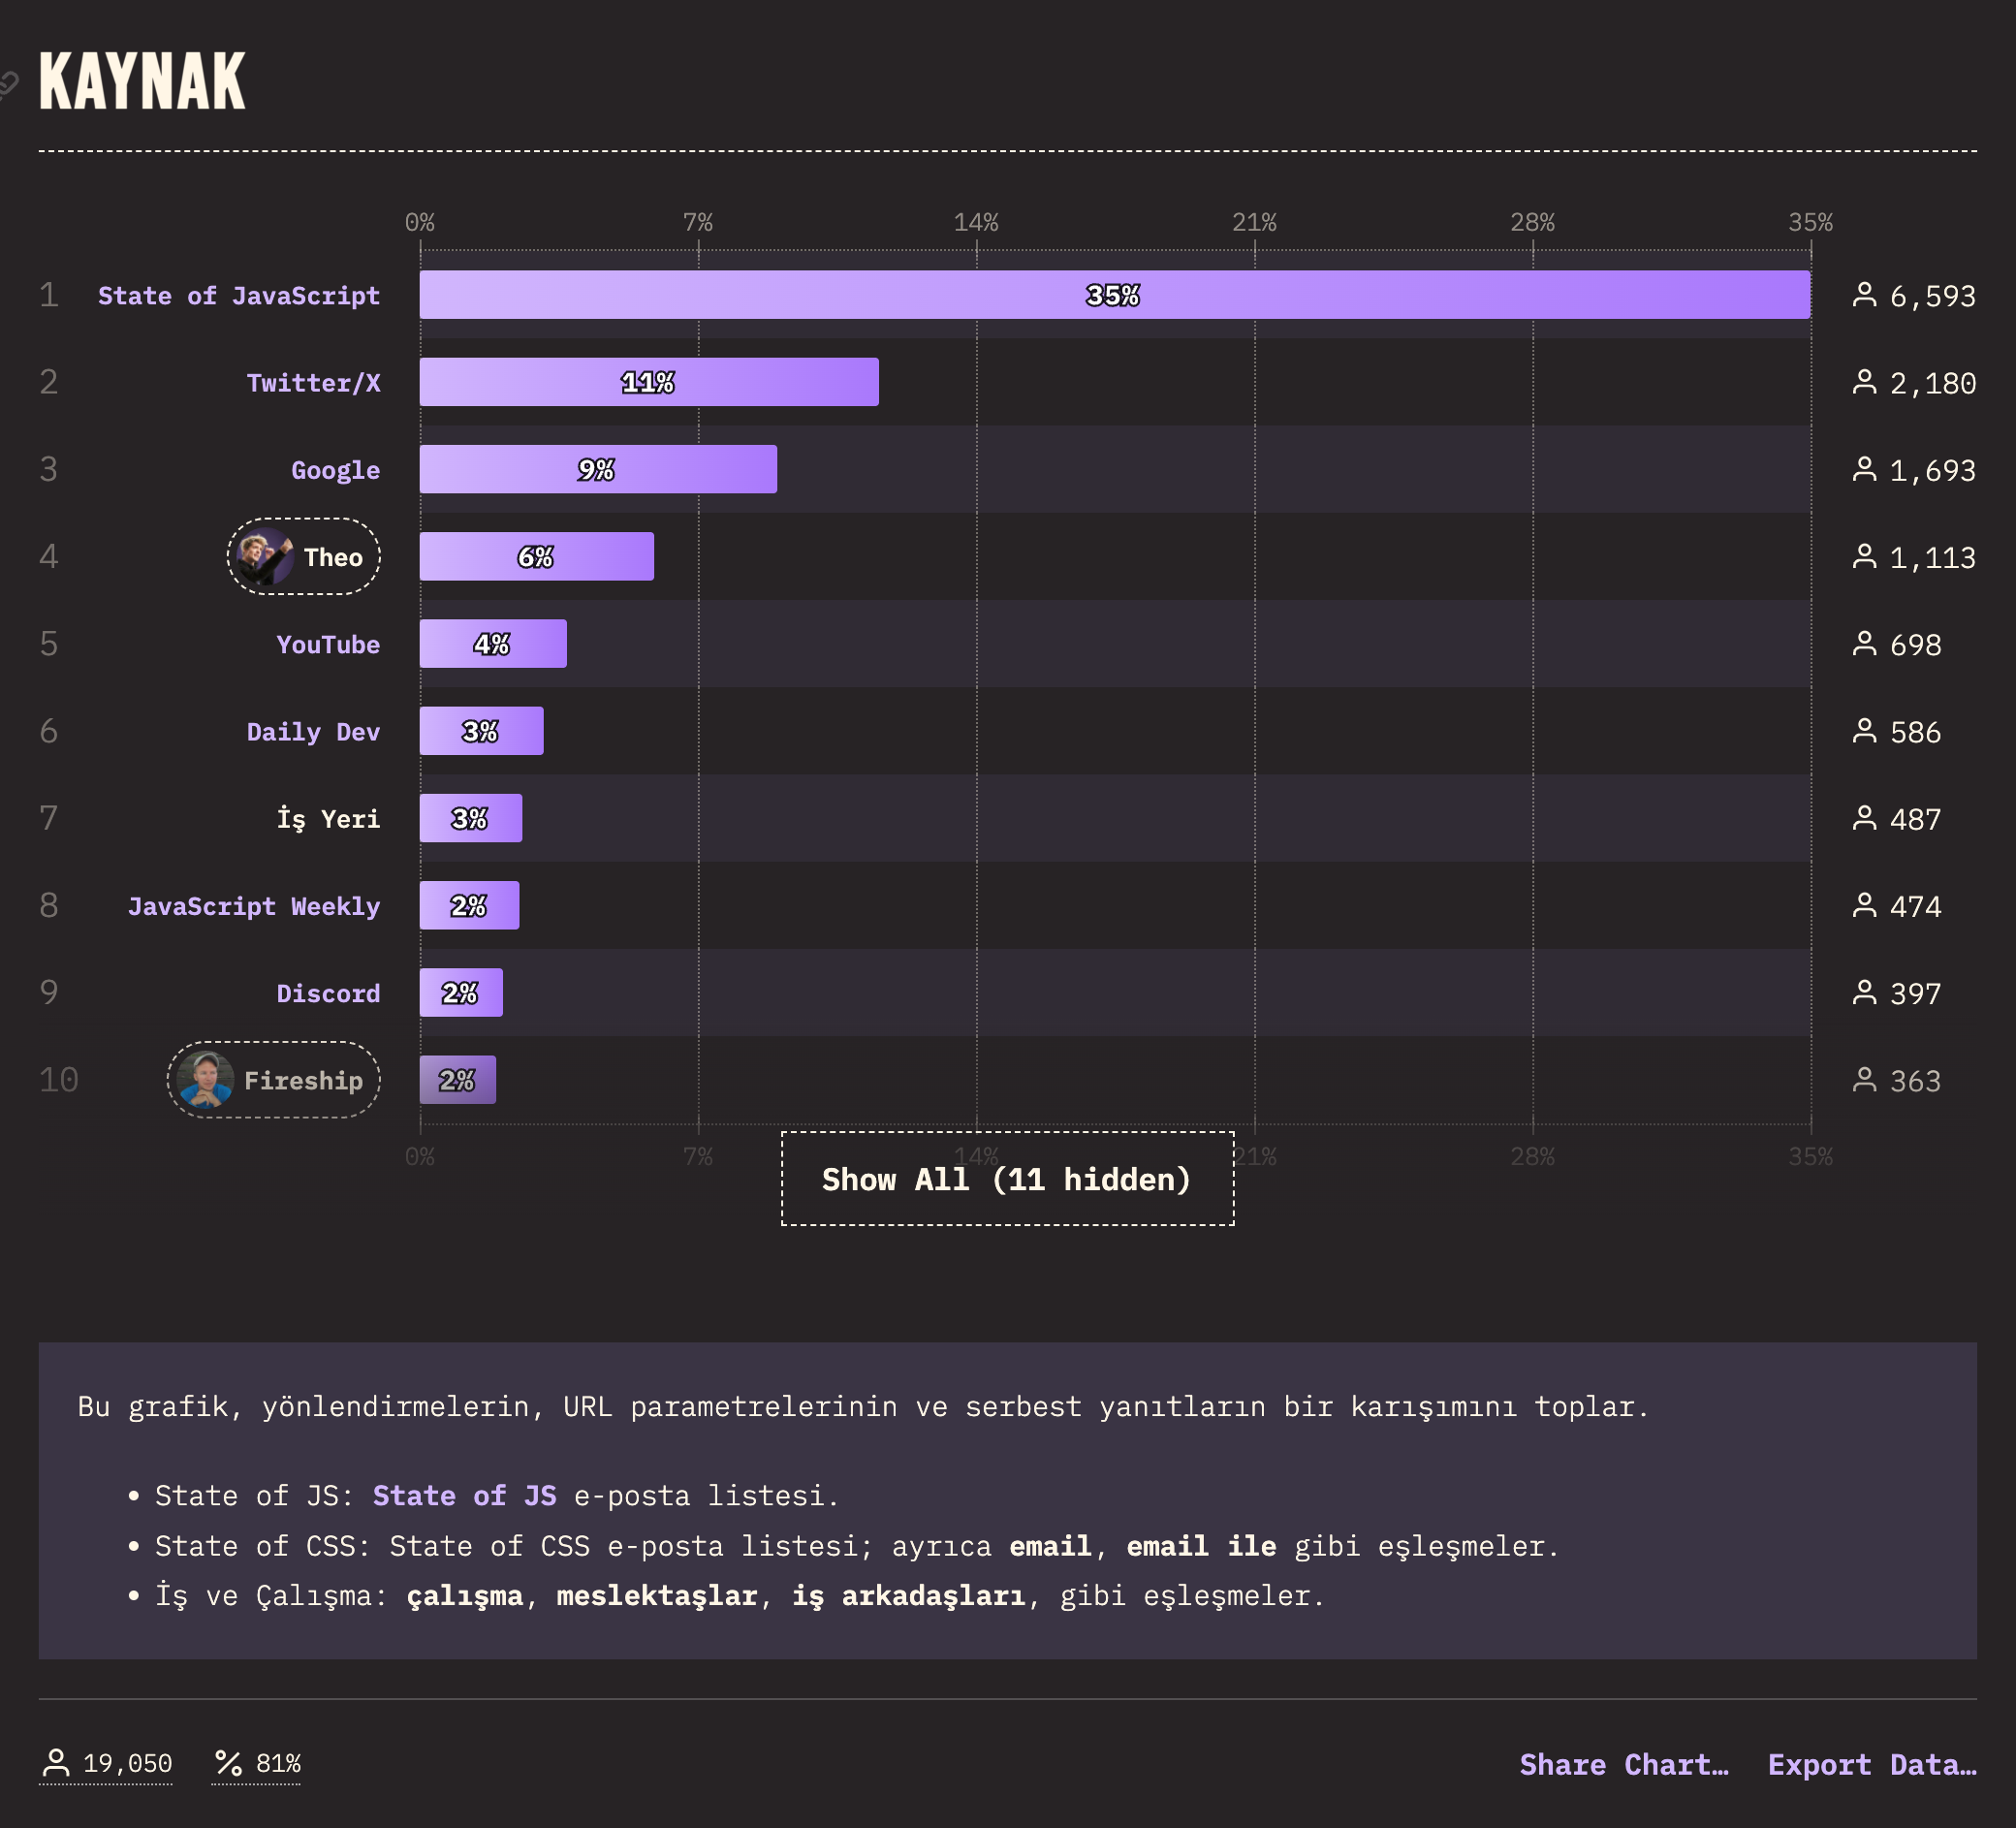 KAYNAK
0% 7% 14% 21% 28% 35%
1 State of JavaScript 35% 6,593
2 Twitter/X 11% 2,180
3 Google 9% 1,693
4 Theo 6% 1,113
5 YouTube 4% 698
6 Daily Dev 3% 586
7 İş Yeri 3% 487
8 JavaScript Weekly 2% 474
9 Discord 2% 397
10 Fireship 2% 363
0% 7% 14% 21% 28% 35%
Show All (11 hidden)
Bu grafik, yönlendirmelerin, URL parametrelerinin ve serbest yanıtların bir karışımını toplar.
• State of JS: State of JS e-posta listesi.
• State of CSS: State of CSS e-posta listesi; ayrıca email, email ile gibi eşleşmeler.
• İş ve Çalışma: çalışma, meslektaşlar, iş arkadaşları, gibi eşleşmeler.
19,050 % 81% Share Chart… Export Data…